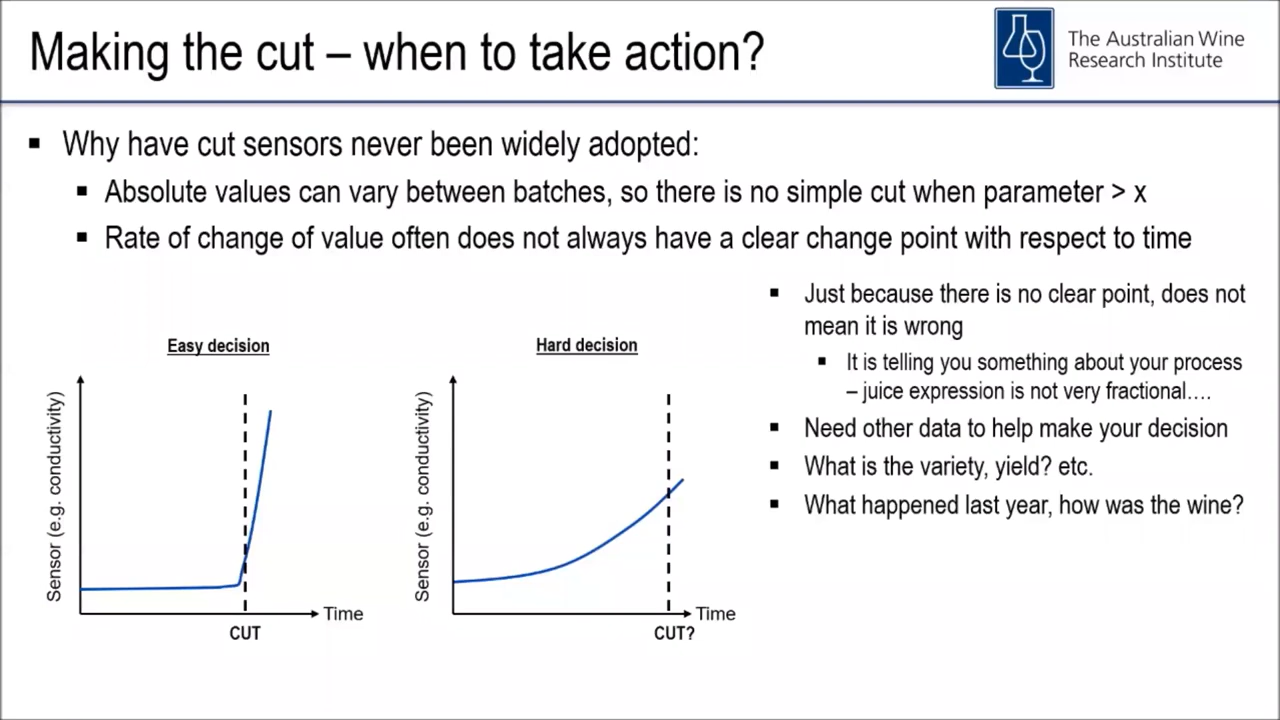 Making the cut – when to take action?
The Australian Wine
Research Institute
▪ Why have cut sensors never been widely adopted:
▪ Absolute values can vary between batches, so there is no simple cut when parameter > x
▪ Rate of change of value often does not always have a clear change point with respect to time
Easy decision
Sensor (e.g. conductivity)
Time
CUT
Hard decision
Sensor (e.g. conductivity)
Time
CUT?
▪ Just because there is no clear point, does not
mean it is wrong
▪ It is telling you something about your process
– juice expression is not very fractional….
▪ Need other data to help make your decision
▪ What is the variety, yield? etc.
▪ What happened last year, how was the wine?